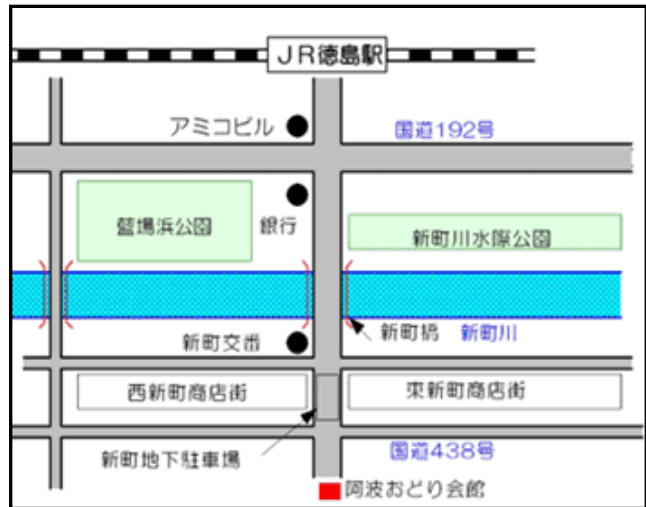 JR徳島駅
アミコビル
国道192号
藍場浜公園
銀行
新町川水際公園
新町交番
新町橋
新町川
西新町商店街
東新町商店街
新町地下駐車場
国道438号
阿波おどり会館